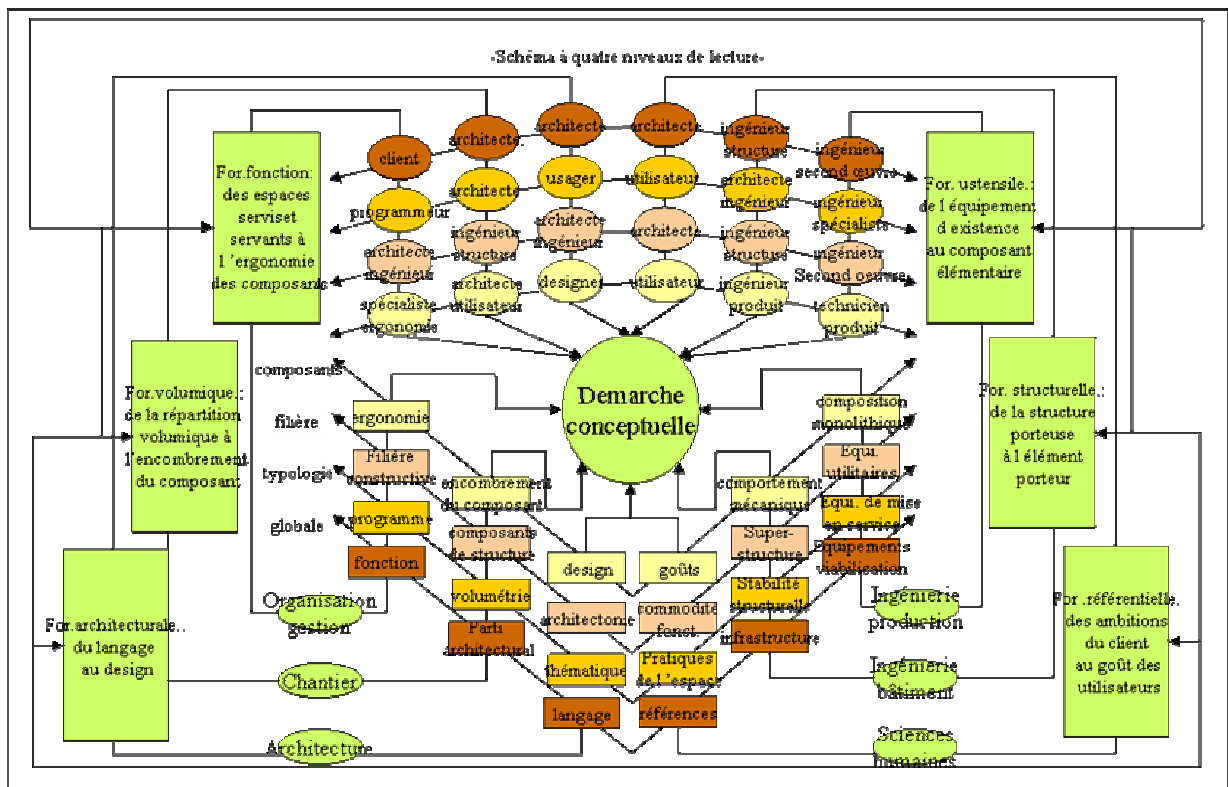 -Schéma à quatre niveaux de lecture-
client
architecte.
architecte
architecte
ingénieur
structure
ingénieur
second œuvre
programmeur
architecte
usager
utilisateur
architecte
ingénieur
ingénieur
spécialiste
architecte
ingénieur
ingénieur
structure
architecte
ingénieur
architecte
ingénieur
structure
ingénieur
Second oeuvre
spécialiste
ergonomie
architecte
utilisateur
designer
utilisateur
ingénieur
produit
technicien
produit
For.fonction:
des espaces
serviset
servants à
l 'ergonomie
des composants
For. ustensile.:
de l équipement
d existence
au composant
élémentaire
For.volumique.:
de la répartition
volumique à
l'encombrement
du composant
For. structurelle.:
de la structure
porteuse
à l élément
porteur
For.architecturale..
du langage
au design
For .référentielle.
des ambitions
du client
au goût des
utilisateurs
Demarche
conceptuelle
composants
filière
typologie
globale
ergonomie
Filière
constructive
programme
fonction
encombrement
du composant
composants
de structure
volumétrie
Parti
architectural
design
architectonie
thématique
langage
goûts
commodité
fonct.
Pratiques
de l 'espace
références
comportement
mécanique
Super-
structure
Stabilité
structurelle
infrastructure
composition
monolithique
Equi.
utilitaires
Equi. de mise
en service
Equipements
viabilisation
Organisation
gestion
Chantier
Architecture
Ingénierie
production
Ingénierie
bâtiment
Sciences
humaines